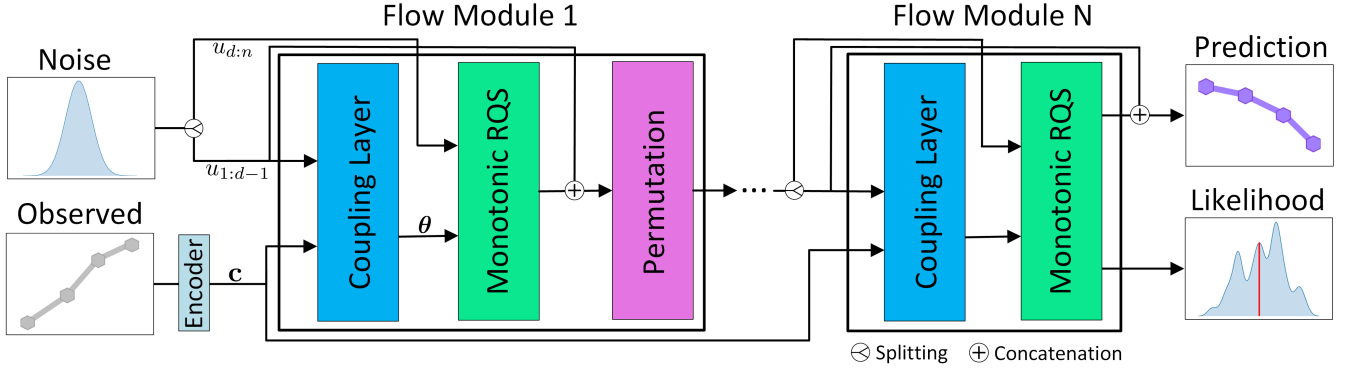 Flow Module 1
Flow Module N
Noise
u_{d:n}
u_{1:d−1}
Observed
Encoder
c
Coupling Layer
θ
Monotonic RQS
Permutation
...
Coupling Layer
Monotonic RQS
Prediction
Likelihood
Splitting
Concatenation